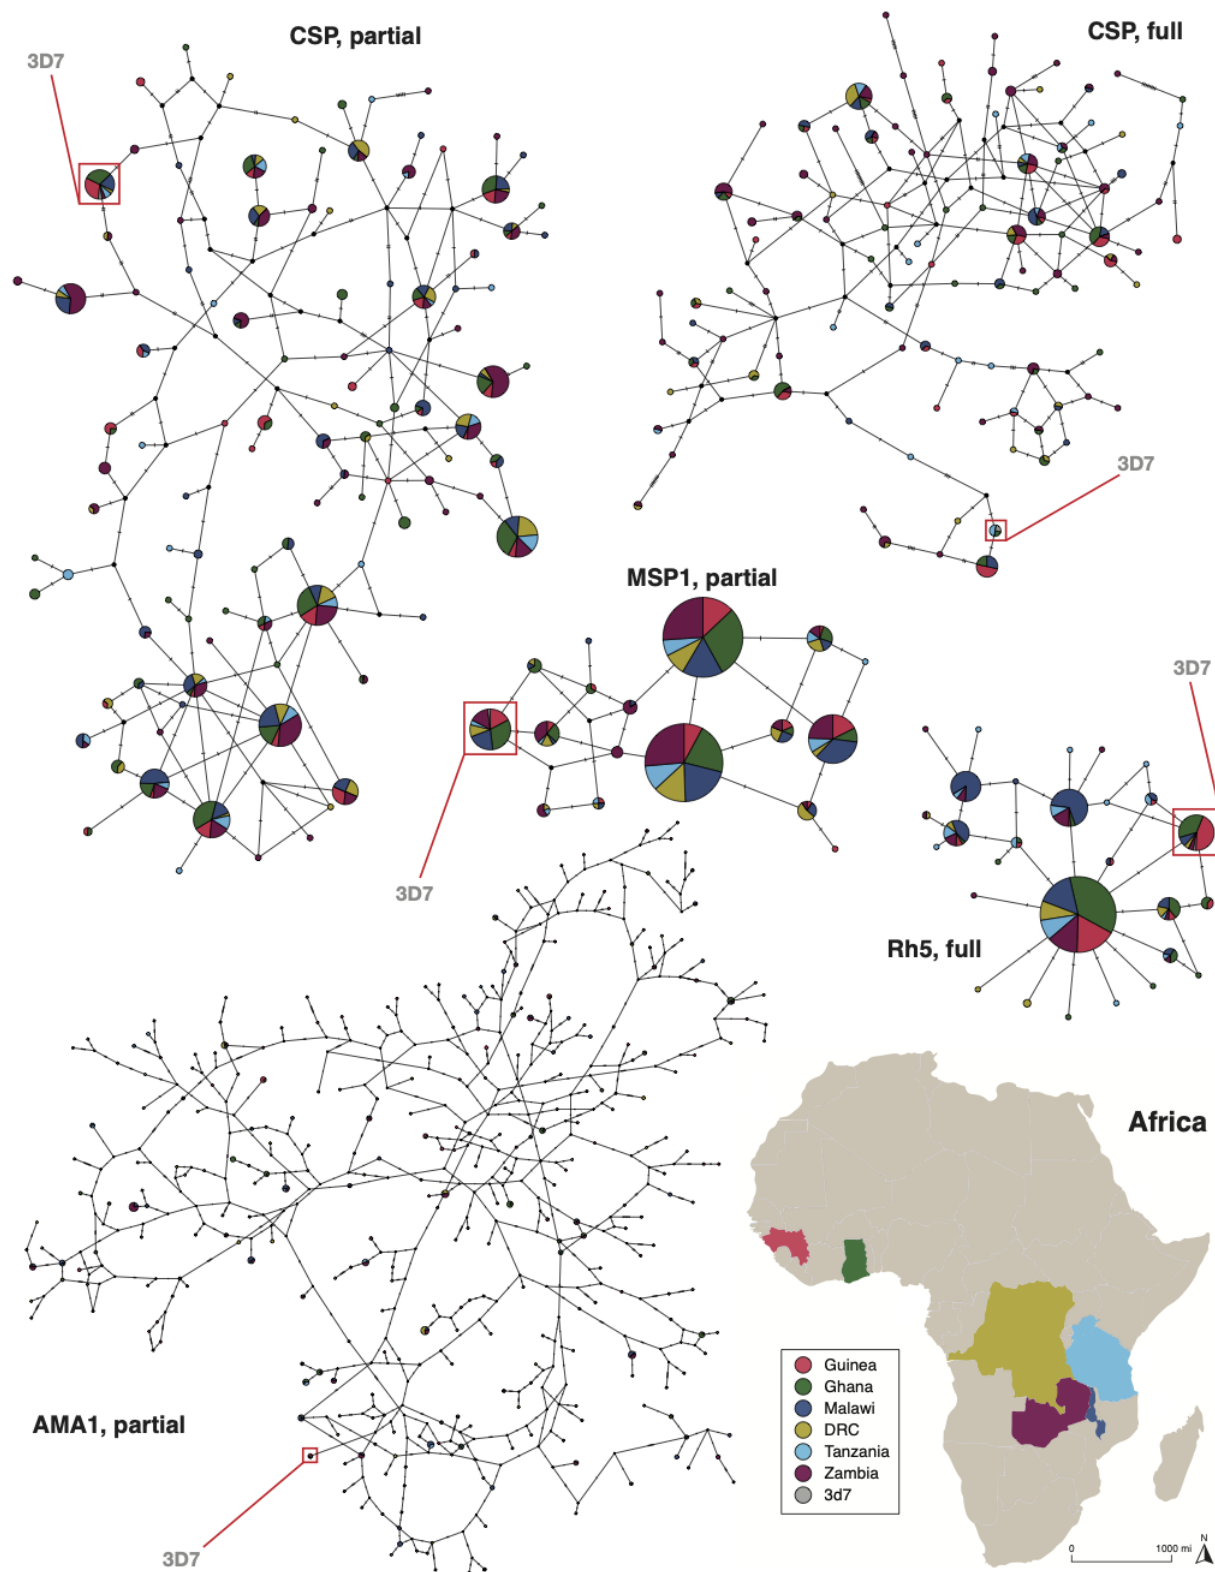 CSP, partial
CSP, full
3D7
3D7
MSP1, partial
3D7
3D7
Rh5, full
AMA1, partial
3D7
Africa
Guinea
Ghana
Malawi
DRC
Tanzania
Zambia
3d7
N
0 1000 mi